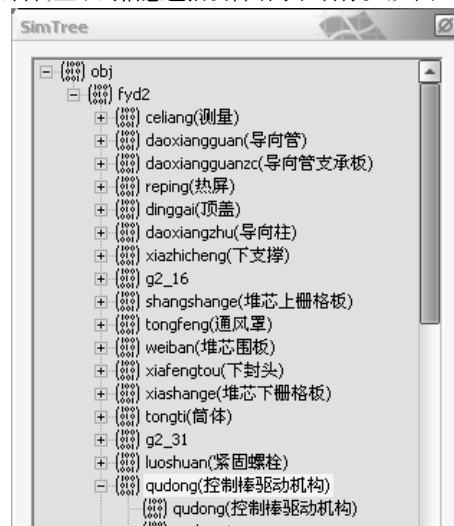 SimTree
obj
fyd2
celiang(测量)
daoxiangguan(导向管)
daoxiangguanzc(导向管支承板)
reping(热屏)
dinggai(顶盖)
daoxiangzhu(导向柱)
xiazhicheng(下支撑)
g2_16
shangshange(堆芯上栅格板)
tongfeng(通风罩)
weiban(堆芯围板)
xiafengtou(下封头)
xiashange(堆芯下栅格板)
tongti(筒体)
g2_31
luoshuan(紧固螺栓)
qudong(控制棒驱动机构)
qudong(控制棒驱动机构)